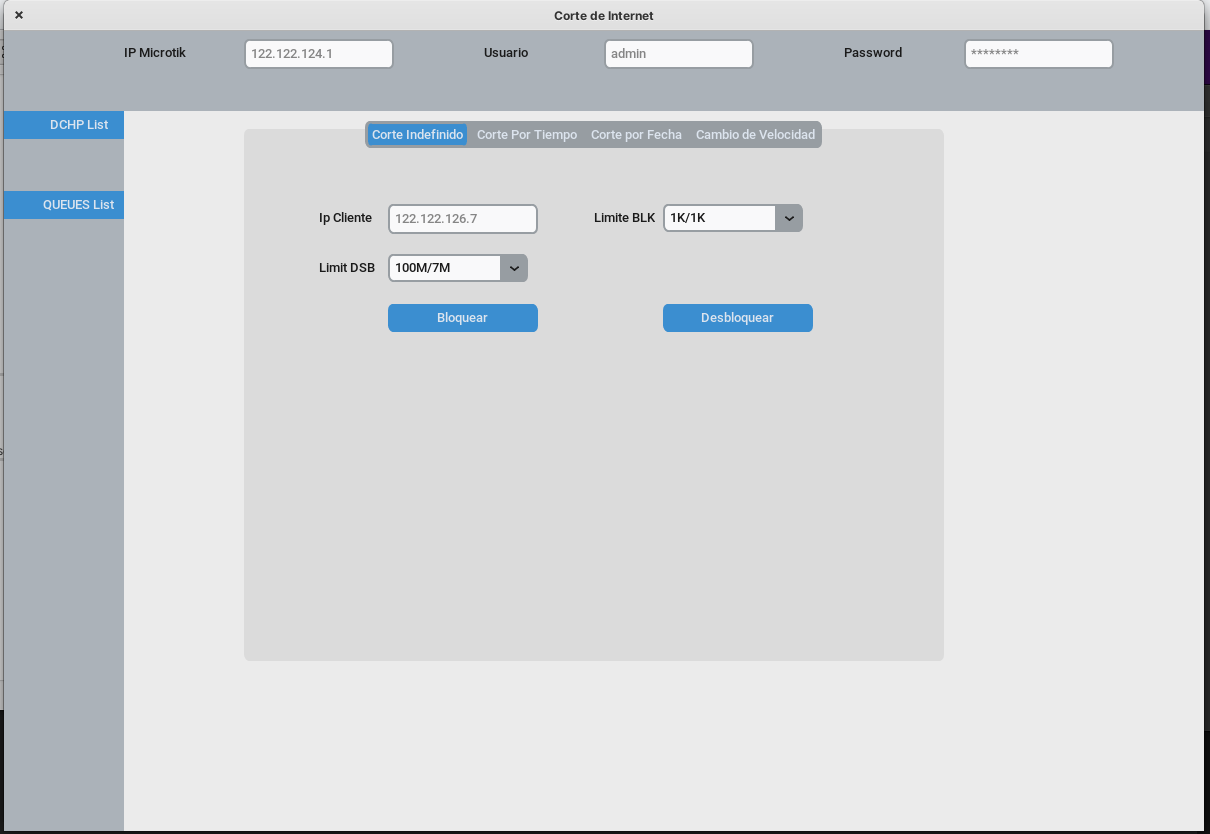 Corte de Internet
IP Microtik 122.122.124.1 Usuario admin Password ********
DCHP List
Corte Indefinido Corte Por Tiempo Corte por Fecha Cambio de Velocidad
QUEUES List
Ip Cliente 122.122.126.7 Limite BLK 1K/1K
Limit DSB 100M/7M
Bloquear Desbloquear